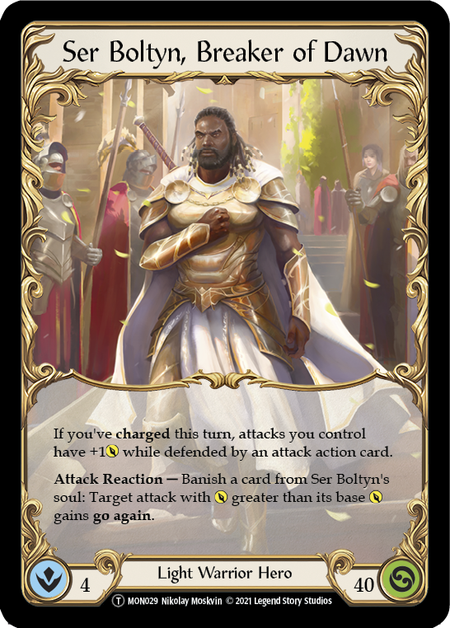 Ser Boltyn, Breaker of Dawn
If you've charged this turn, attacks you control
have +1 while defended by an attack action card.
Attack Reaction — Banish a card from Ser Boltyn's
soul: Target attack with greater than its base
gains go again.
4
Light Warrior Hero
40
T MON029 Nikolay Moskvin © 2021 Legend Story Studios